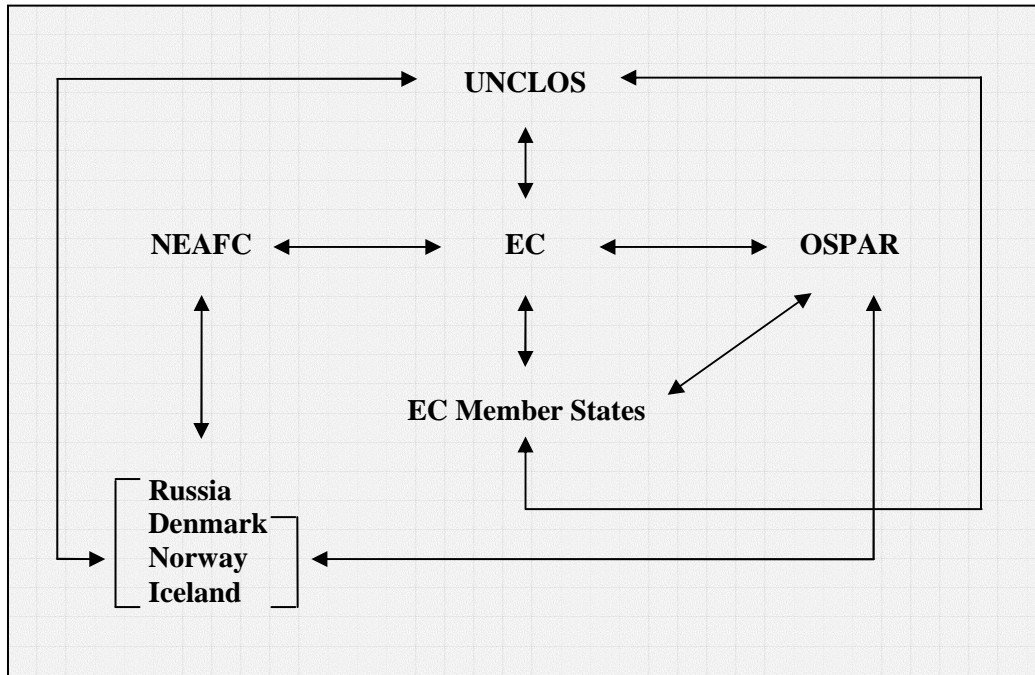 UNCLOS
NEAFC EC OSPAR
EC Member States
Russia
Denmark
Norway
Iceland